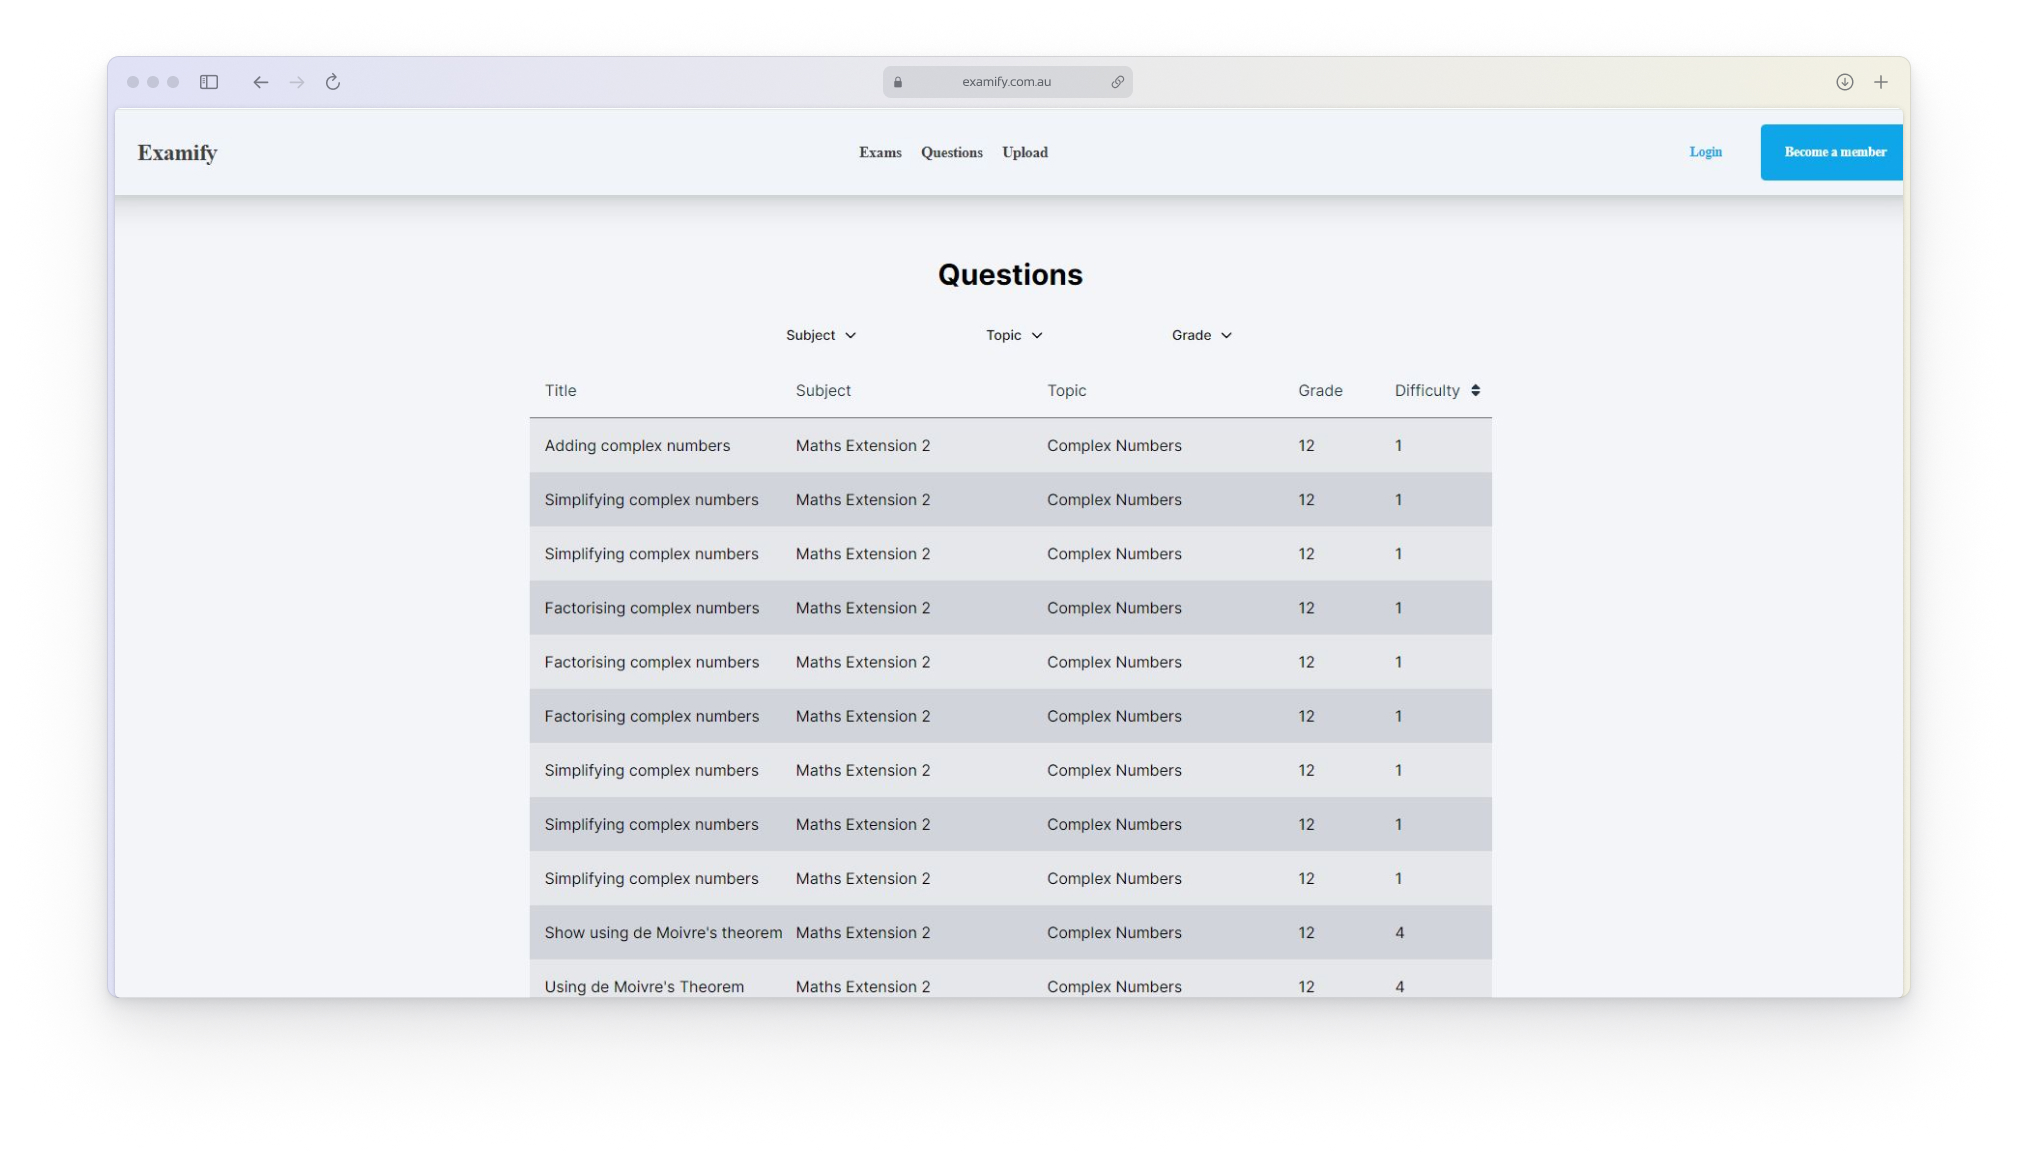 examify.com.au
Examify Exams Questions Upload Login Become a member
Questions
Subject Topic Grade
Title Subject Topic Grade Difficulty
Adding complex numbers Maths Extension 2 Complex Numbers 12 1
Simplifying complex numbers Maths Extension 2 Complex Numbers 12 1
Simplifying complex numbers Maths Extension 2 Complex Numbers 12 1
Factorising complex numbers Maths Extension 2 Complex Numbers 12 1
Factorising complex numbers Maths Extension 2 Complex Numbers 12 1
Factorising complex numbers Maths Extension 2 Complex Numbers 12 1
Simplifying complex numbers Maths Extension 2 Complex Numbers 12 1
Simplifying complex numbers Maths Extension 2 Complex Numbers 12 1
Simplifying complex numbers Maths Extension 2 Complex Numbers 12 1
Show using de Moivre's theorem Maths Extension 2 Complex Numbers 12 4
Using de Moivre's Theorem Maths Extension 2 Complex Numbers 12 4